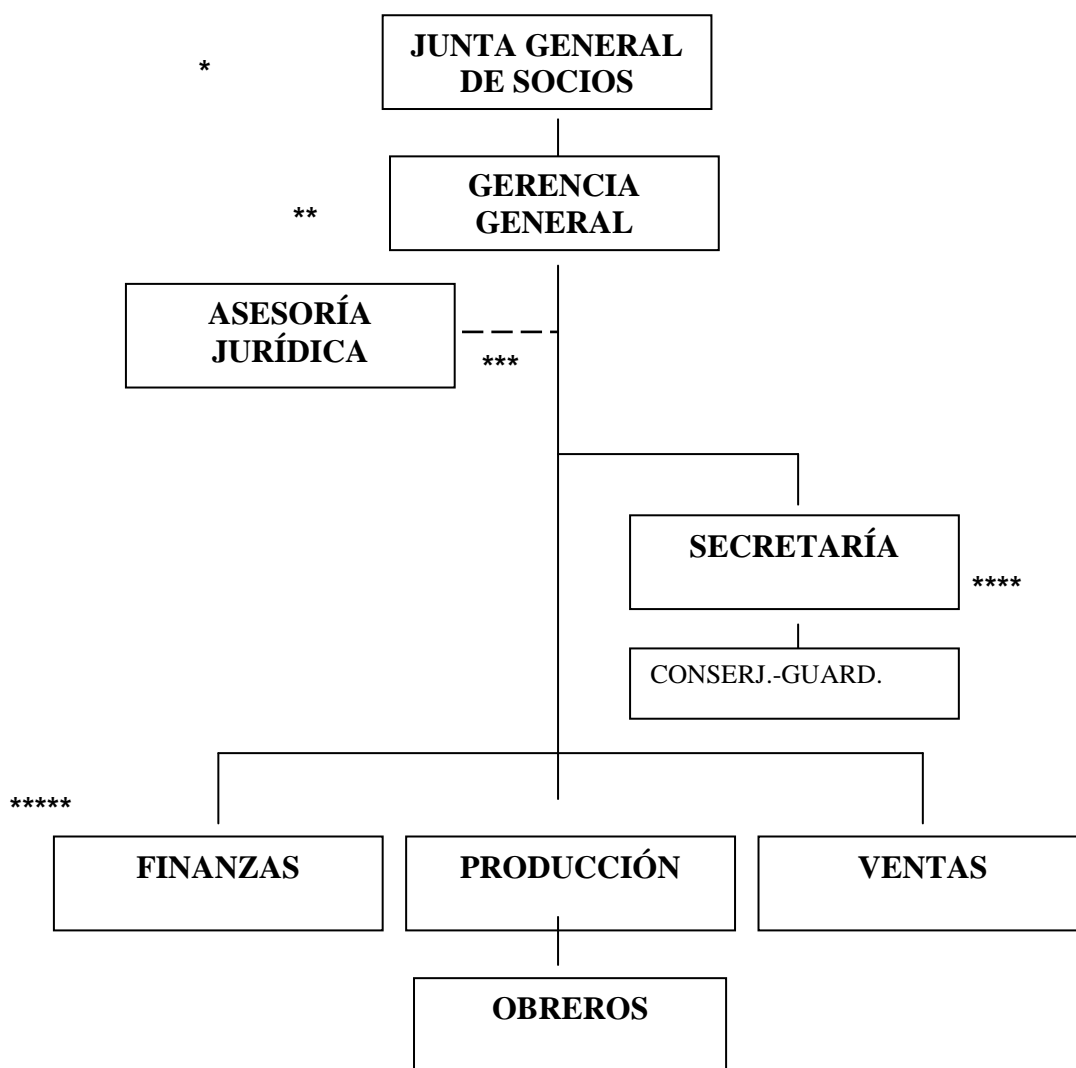 *
JUNTA GENERAL
DE SOCIOS
**
GERENCIA
GENERAL
ASESORÍA
JURÍDICA
***
SECRETARÍA
****
CONSERJ.-GUARD.
*****
FINANZAS
PRODUCCIÓN
VENTAS
OBREROS